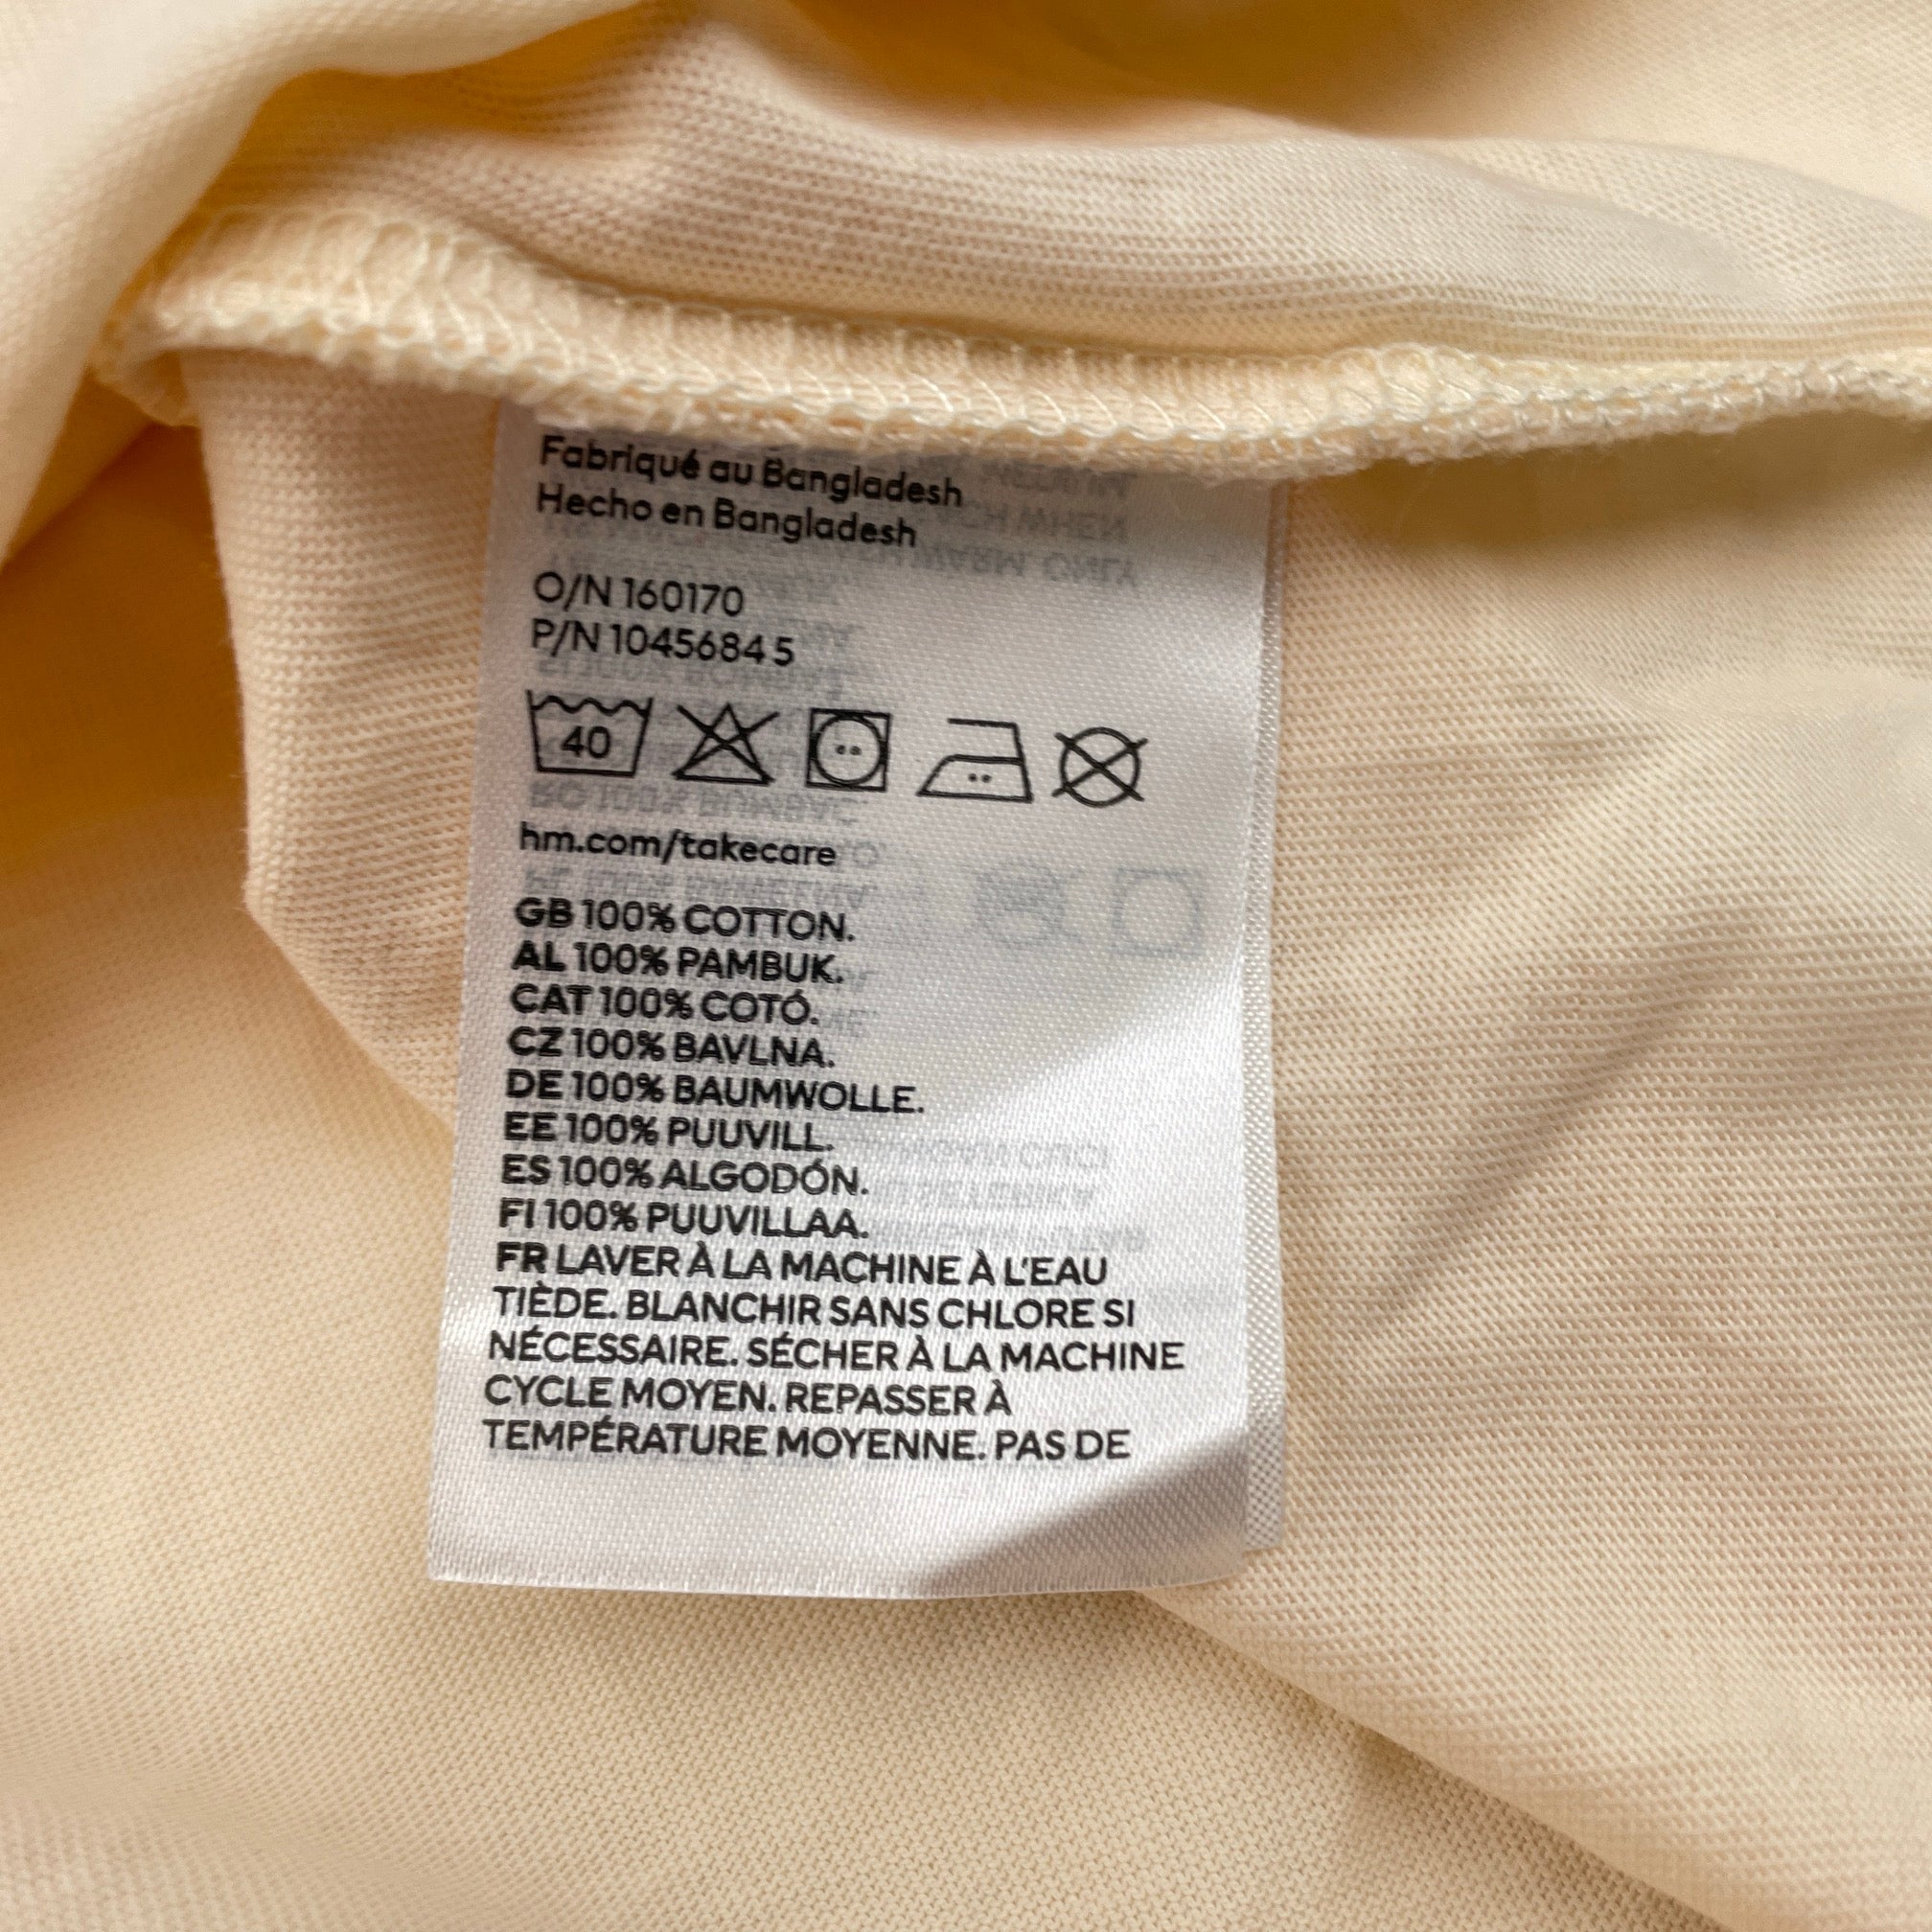 Fabriqué au Bangladesh
Hecho en Bangladesh
O/N 160170
P/N 10456845
40
hm.com/takecare
GB 100% COTTON.
AL 100% PAMBUK.
CAT 100% COTÓ.
CZ 100% BAVLNA.
DE 100% BAUMWOLLE.
EE 100% PUUVILL.
ES 100% ALGODÓN.
FI 100% PUUVILLAA.
FR LAVER À LA MACHINE À L'EAU
TIÈDE. BLANCHIR SANS CHLORE SI
NÉCESSAIRE. SÉCHER À LA MACHINE
CYCLE MOYEN. REPASSER À
TEMPÉRATURE MOYENNE. PAS DE